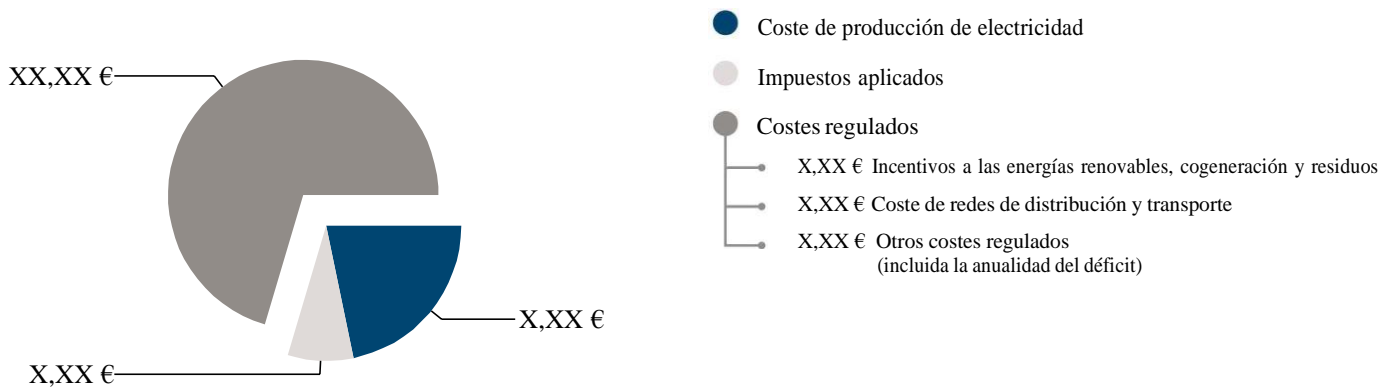 XX,XX €
X,XX €
X,XX €
Coste de producción de electricidad
Impuestos aplicados
Costes regulados
X,XX € Incentivos a las energías renovables, cogeneración y residuos
X,XX € Coste de redes de distribución y transporte
X,XX € Otros costes regulados
(incluida la anualidad del déficit)